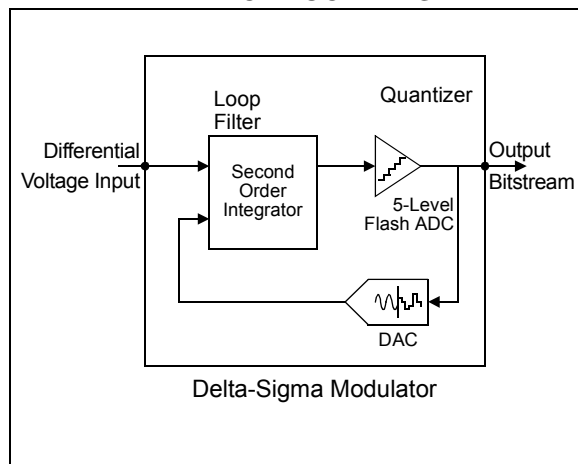 Loop
Filter
Quantizer
Differential
Voltage Input
Second
Order
Integrator
Output
Bitstream
5-Level
Flash ADC
DAC
Delta-Sigma Modulator